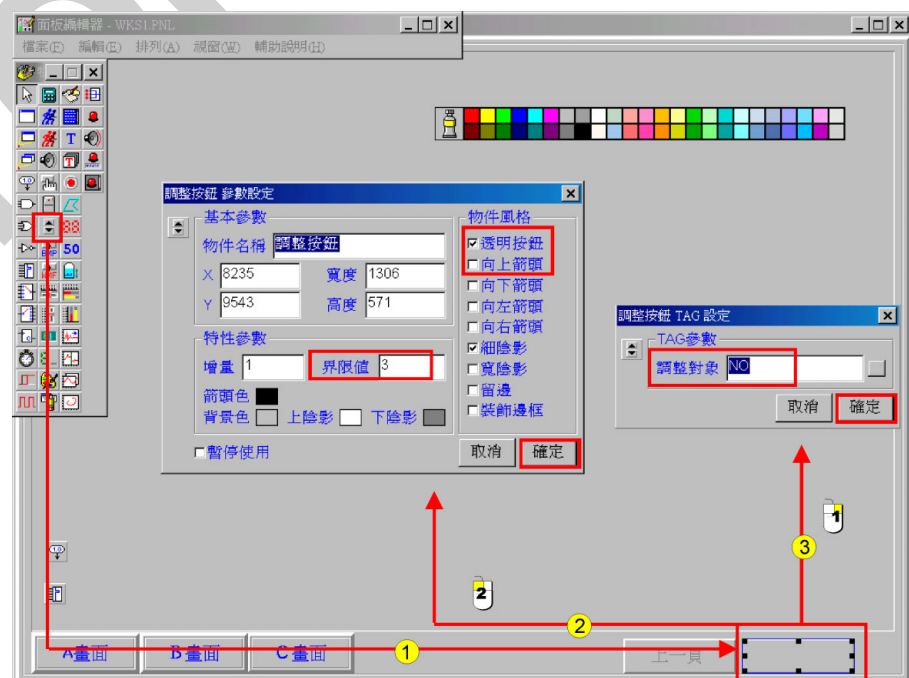 面板編輯器 - WKS1.PNL
檔案(F) 編輯(E) 排列(A) 視窗(W) 輔助說明(H)
T
T
1.0
88
50
調整按鈕 參數設定
基本參數
物件名稱 調整按鈕
X 8235 寬度 1306
Y 9543 高度 571
特性參數
增量 1 界限值 3
箭頭色
背景色 上陰影 下陰影
暫停使用
物件風格
透明按鈕
向上箭頭
向下箭頭
向左箭頭
向右箭頭
細陰影
寬陰影
留邊
裝飾邊框
取消 確定
調整按鈕 TAG 設定
TAG參數
調整對象 NO
取消 確定
1
3
1.0
2
2
A畫面 B畫面 C畫面 1 上一頁